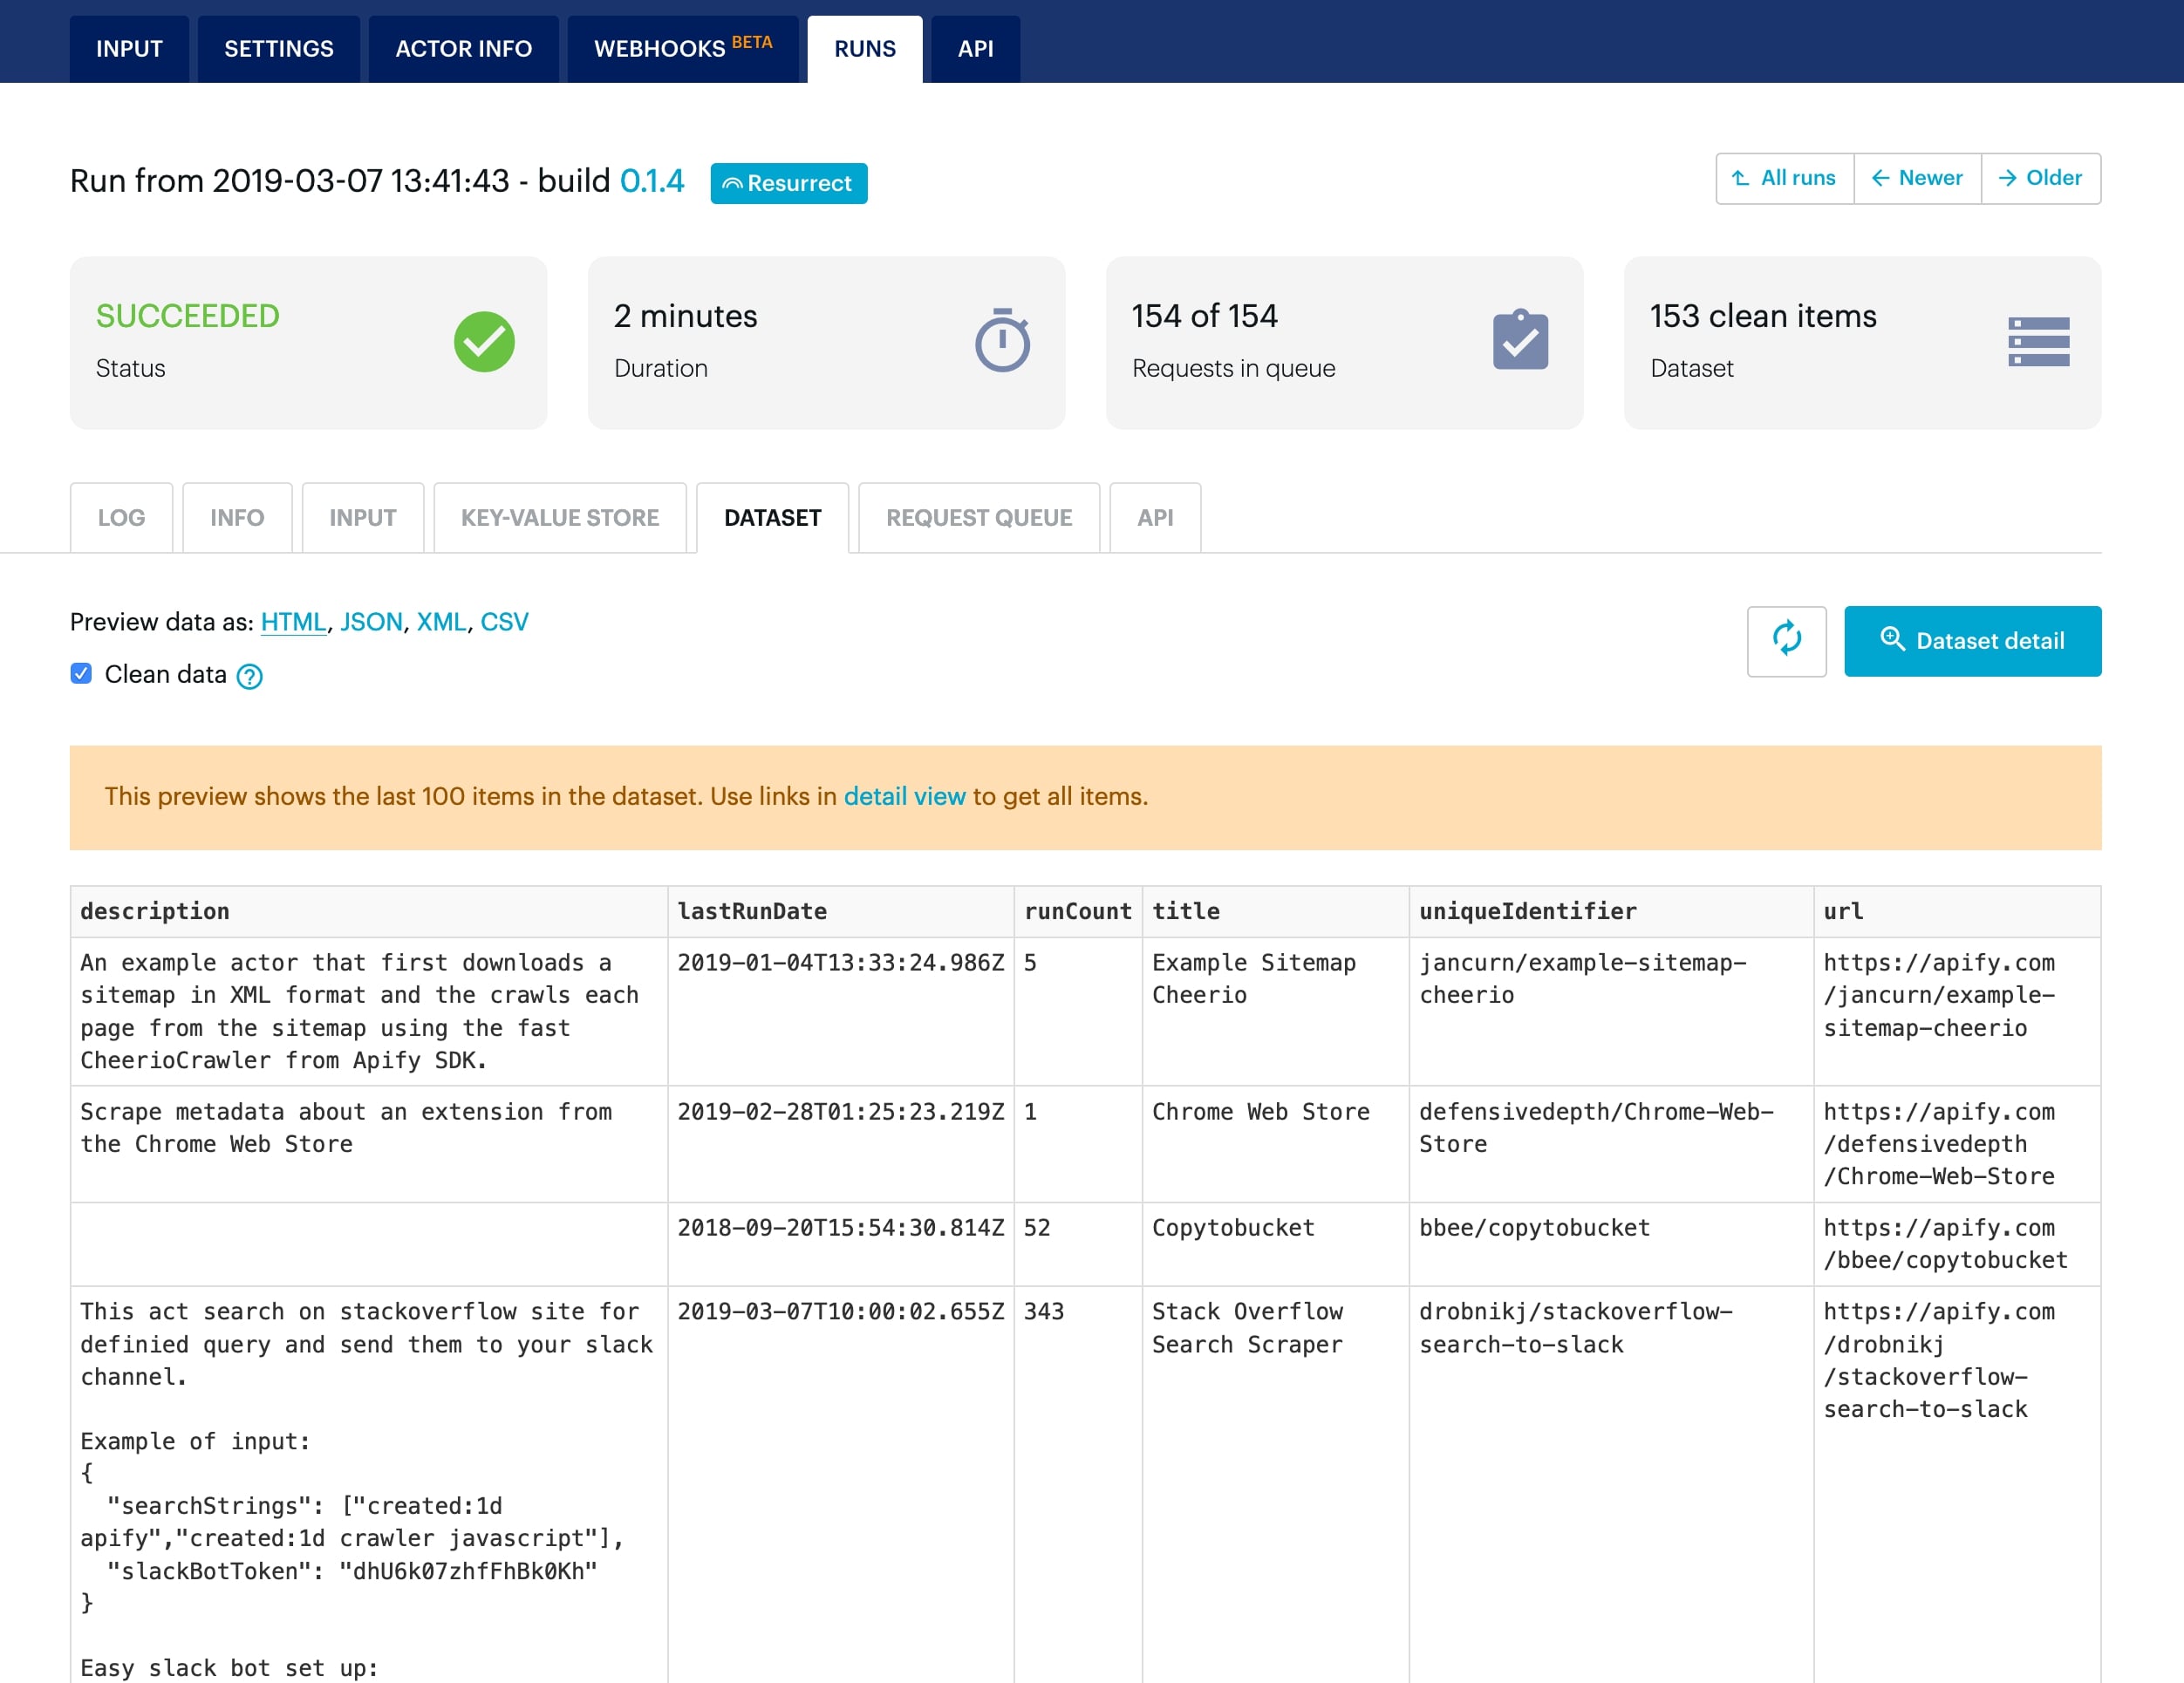 INPUT SETTINGS ACTOR INFO WEBHOOKS BETA RUNS API
Run from 2019-03-07 13:41:43 - build 0.1.4 Resurrect All runs Newer Older
SUCCEEDED
Status
2 minutes
Duration
154 of 154
Requests in queue
153 clean items
Dataset
LOG INFO INPUT KEY-VALUE STORE DATASET REQUEST QUEUE API
Preview data as: HTML, JSON, XML, CSV
Clean data ?
Dataset detail
This preview shows the last 100 items in the dataset. Use links in detail view to get all items.
description lastRunDate runCount title uniqueIdentifier url
An example actor that first downloads a
sitemap in XML format and the crawls each
page from the sitemap using the fast
CheerioCrawler from Apify SDK.
2019-01-04T13:33:24.986Z
5
Example Sitemap
Cheerio
jancurn/example-sitemap-
cheerio
https://apify.com
/jancurn/example-
sitemap-cheerio
Scrape metadata about an extension from
the Chrome Web Store
2019-02-28T01:25:23.219Z
1
Chrome Web Store
defensivedepth/Chrome-Web-
Store
https://apify.com
/defensivedepth
/Chrome-Web-Store
2018-09-20T15:54:30.814Z
52
Copytobucket
bbee/copytobucket
https://apify.com
/bbee/copytobucket
This act search on stackoverflow site for
definied query and send them to your slack
channel.
Example of input:
{
"searchStrings": ["created:1d
apify","created:1d crawler javascript"],
"slackBotToken": "dhU6k07zhfFhBk0Kh"
}
Easy slack bot set up:
2019-03-07T10:00:02.655Z
343
Stack Overflow
Search Scraper
drobnikj/stackoverflow-
search-to-slack
https://apify.com
/drobnikj
/stackoverflow-
search-to-slack